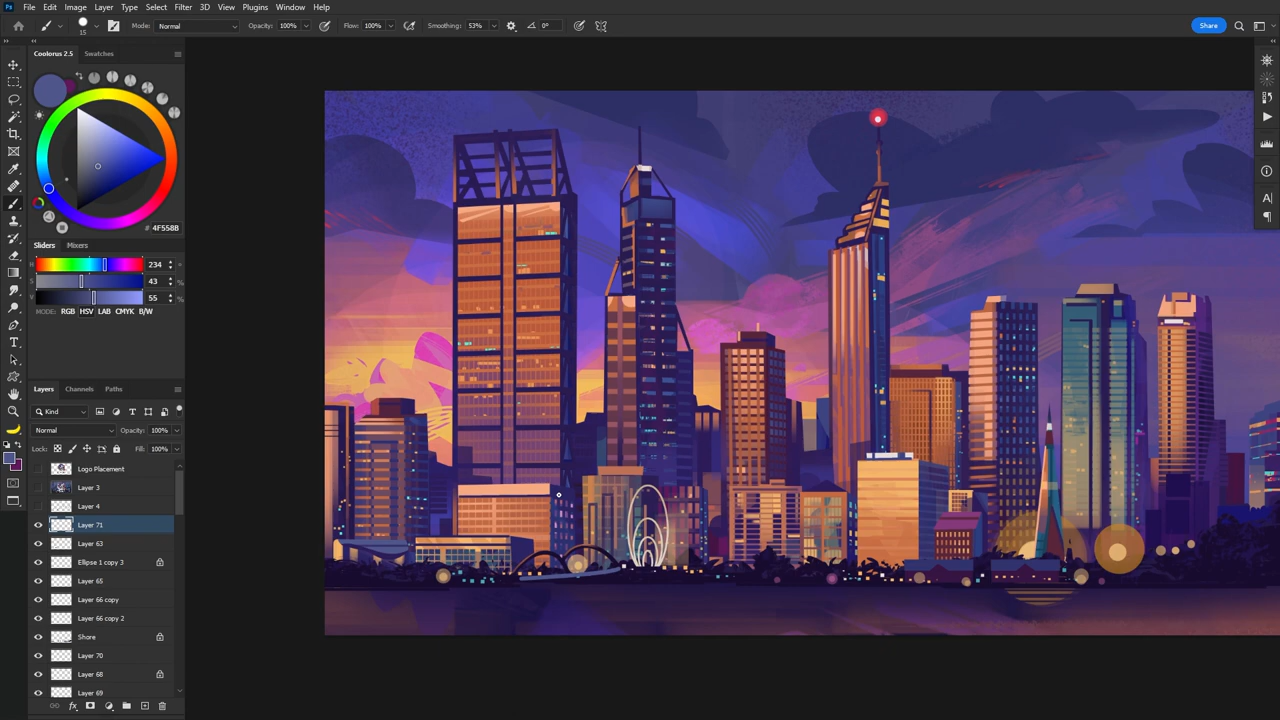 Ps File Edit Image Layer Type Select Filter 3D View Plugins Window Help
15 Mode: Normal Opacity: 100% Flow: 100% Smoothing: 53% 0° Share
Coolorus 2.5 Swatches
# 4F558B
Sliders Mixers
H 234 °
S 43 %
V 55 %
MODE: RGB HSV LAB CMYK B/W
Layers Channels Paths
Kind
Normal Opacity: 100%
Lock: Fill: 100%
Logo Placement
Layer 3
Layer 4
Layer 71
Layer 63
Ellipse 1 copy 3
Layer 65
Layer 66 copy
Layer 66 copy 2
Shore
Layer 70
Layer 68
Layer 69
fx